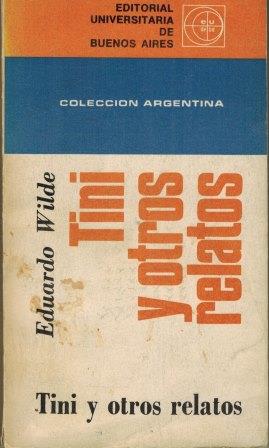 EDITORIAL
UNIVERSITARIA
DE
BUENOS AIRES
COLECCION ARGENTINA
Eduardo Wilde
Tini
y otros
relatos
Tini y otros relatos